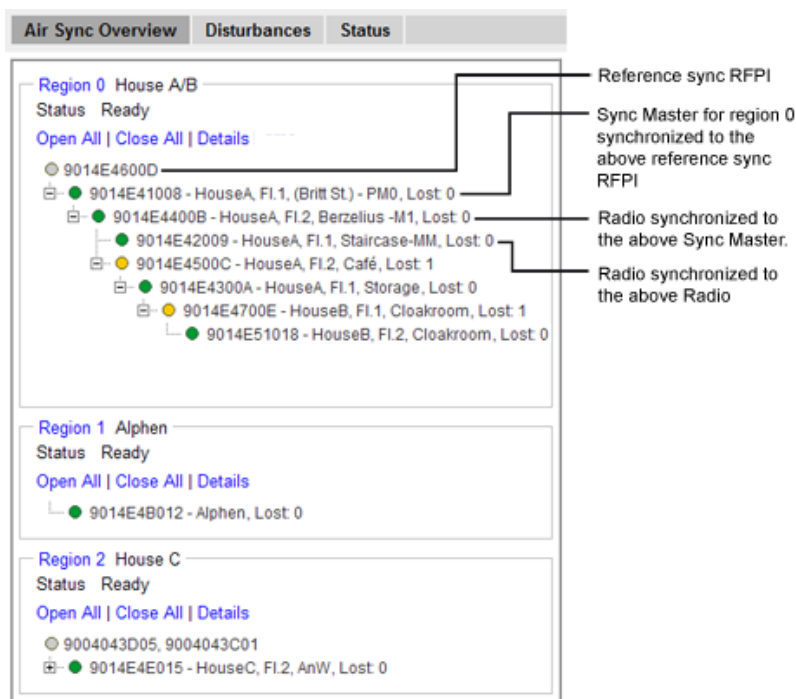 Air Sync Overview Disturbances Status
Region 0 House A/B
Status Ready
Open All | Close All | Details
9014E4600D
9014E41008 - HouseA, Fl.1, (Britt St.) - PM0, Lost: 0
9014E4400B - HouseA, Fl.2, Berzelius -M1, Lost: 0
9014E42009 - HouseA, Fl.1, Staircase-MM, Lost: 0
9014E4500C - HouseA, Fl.2, Café, Lost: 1
9014E4300A - HouseA, Fl.1, Storage, Lost: 0
9014E4700E - HouseB, Fl.1, Cloakroom, Lost: 1
9014E51018 - HouseB, Fl.2, Cloakroom, Lost: 0
Region 1 Alphen
Status Ready
Open All | Close All | Details
9014E4B012 - Alphen, Lost: 0
Region 2 House C
Status Ready
Open All | Close All | Details
9004043D05, 9004043C01
9014E4E015 - HouseC, Fl.2, AnW, Lost: 0
Reference sync RFPI
Sync Master for region 0
synchronized to the
above reference sync
RFPI
Radio synchronized to
the above Sync Master.
Radio synchronized to
the above Radio